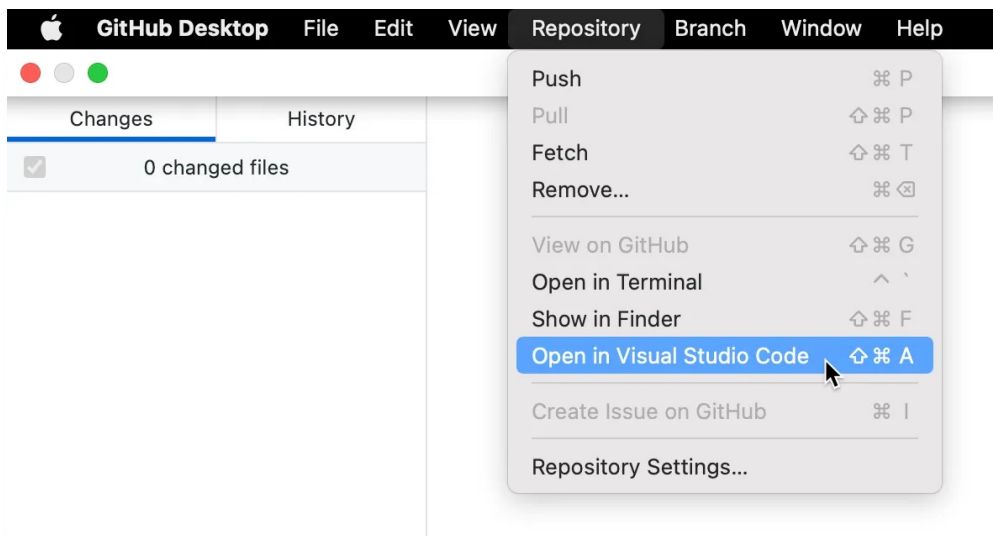 GitHub Desktop File Edit View Repository Branch Window Help
Changes History
0 changed files
Push ⌘ P
Pull ⇧ ⌘ P
Fetch ⇧ ⌘ T
Remove... ⌘ ⌫
View on GitHub ⇧ ⌘ G
Open in Terminal ⌃ `
Show in Finder ⇧ ⌘ F
Open in Visual Studio Code ⇧ ⌘ A
Create Issue on GitHub ⌘ I
Repository Settings...